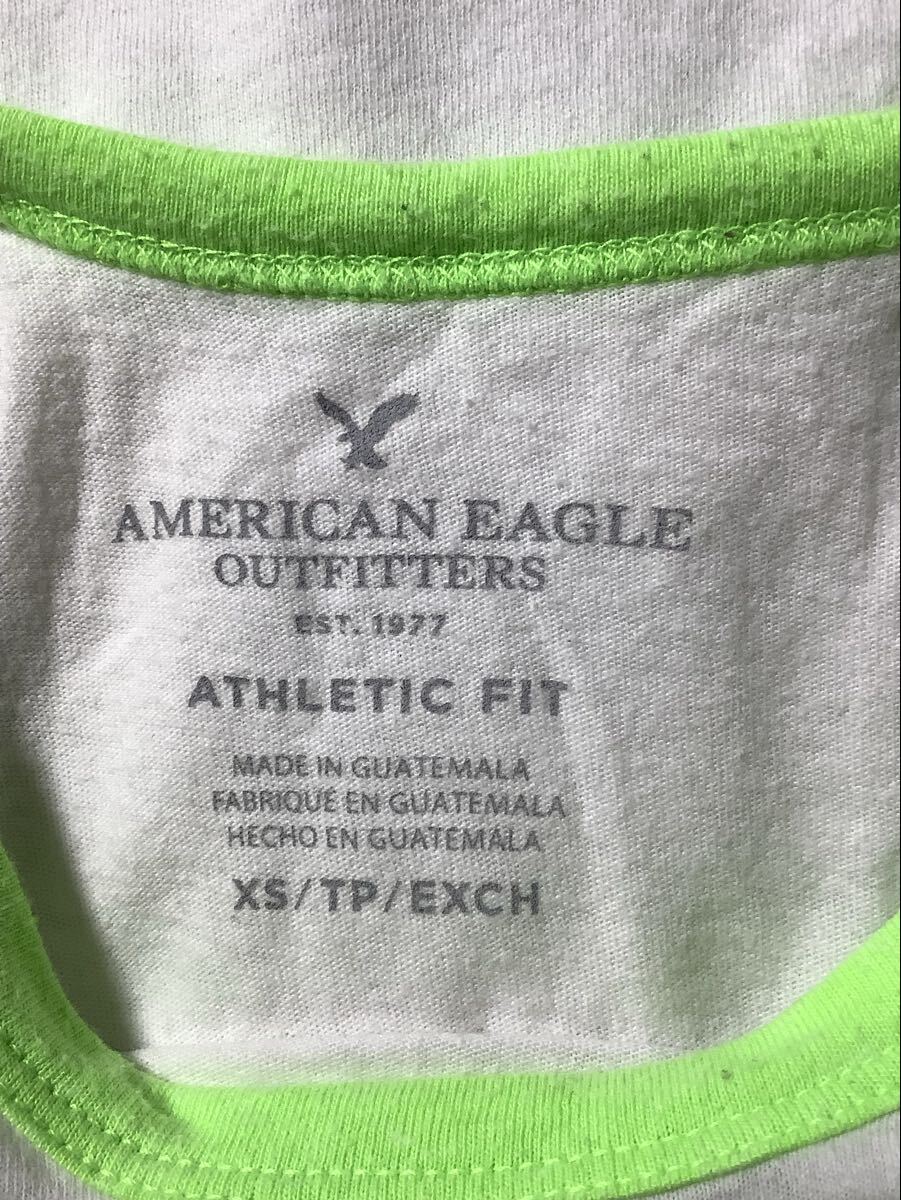 AMERICAN EAGLE
OUTFITTERS
EST. 1977
ATHLETIC FIT
MADE IN GUATEMALA
FABRIQUE EN GUATEMALA
HECHO EN GUATEMALA
XS/TP/EXCH